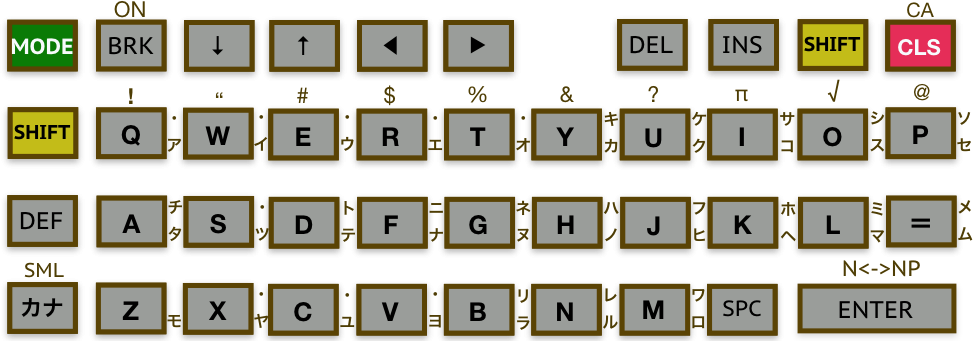 ON CA
MODE BRK ↓ ↑ ◀ ▶ DEL INS SHIFT CLS
! “ # $ % & ? π √ @
SHIFT Q ・ア W ・イ E ・ウ R ・エ T ・オ Y キカ U ケク I サコ O シス P ソセ
DEF A チタ S ・ツ D トテ F ニナ G ネヌ H ハノ J フヒ K ホヘ L ミマ = メム
SML N<->NP
カナ Z モ X ・ヤ C ・ユ V ・ヨ B リラ N レル M ワロ SPC ENTER